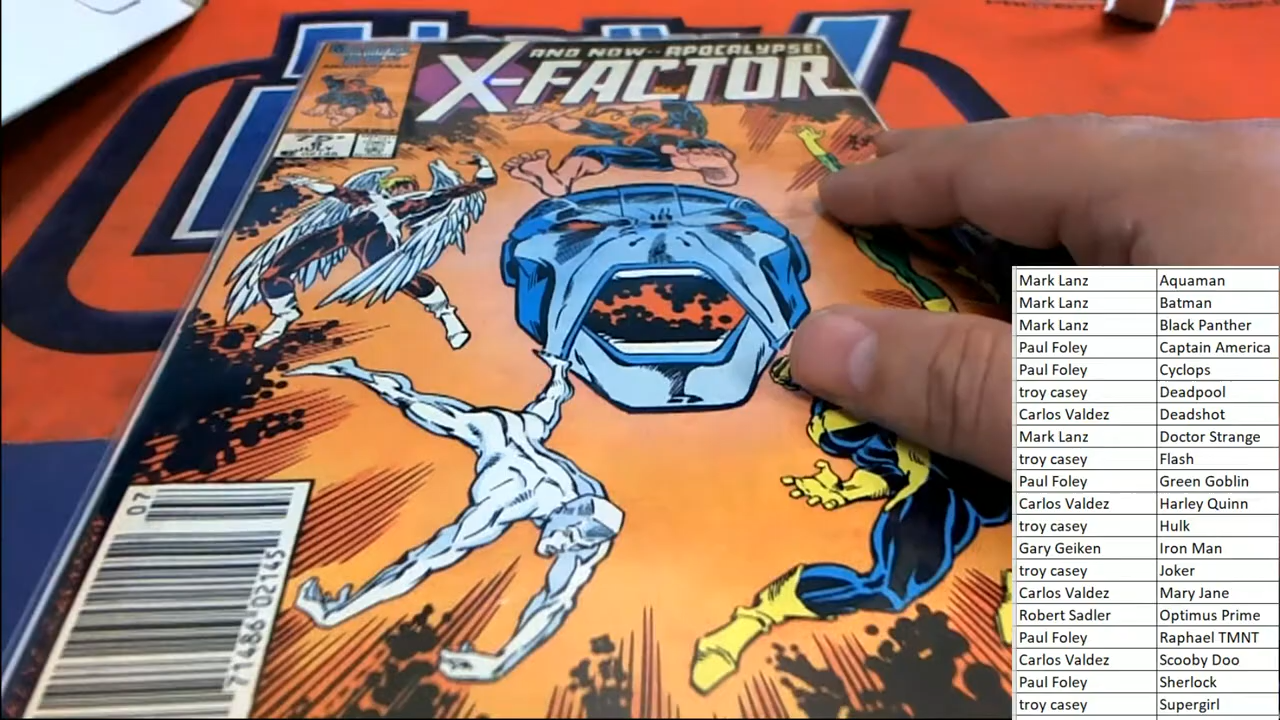 AND NOW--APOCALYPSE!
X-FACTOR
75¢
6
JULY
07
71486 02145
Mark Lanz Aquaman
Mark Lanz Batman
Mark Lanz Black Panther
Paul Foley Captain America
Paul Foley Cyclops
troy casey Deadpool
Carlos Valdez Deadshot
Mark Lanz Doctor Strange
troy casey Flash
Paul Foley Green Goblin
Carlos Valdez Harley Quinn
troy casey Hulk
Gary Geiken Iron Man
troy casey Joker
Carlos Valdez Mary Jane
Robert Sadler Optimus Prime
Paul Foley Raphael TMNT
Carlos Valdez Scooby Doo
Paul Foley Sherlock
troy casey Supergirl